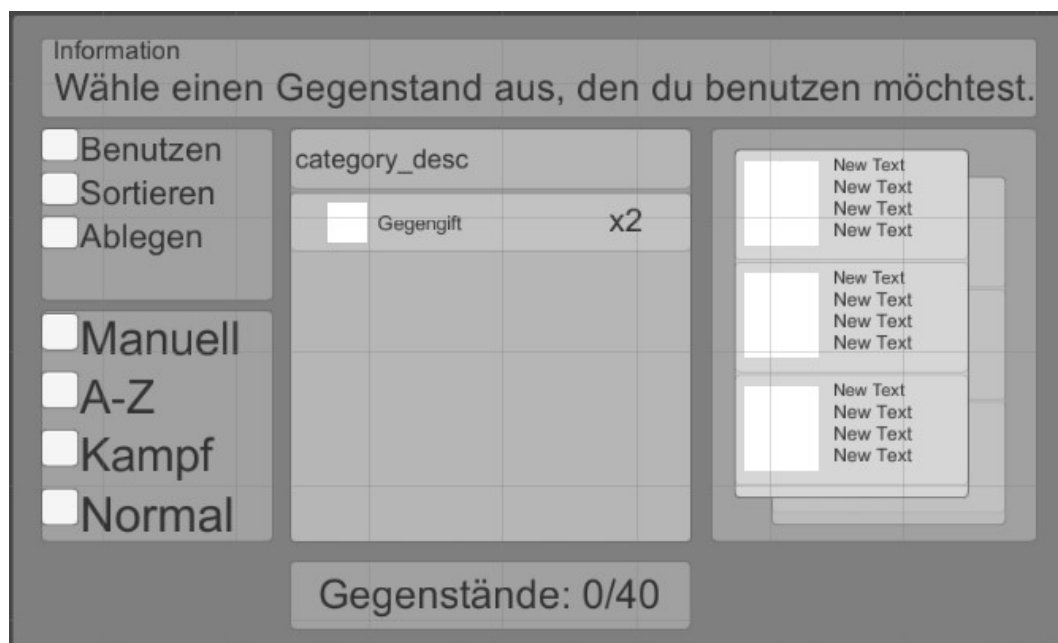 Information
Wähle einen Gegenstand aus, den du benutzen möchtest.
Benutzen
Sortieren
Ablegen
Manuell
A-Z
Kampf
Normal
category_desc
Gegengift x2
Gegenstände: 0/40
New Text
New Text
New Text
New Text
New Text
New Text
New Text
New Text
New Text
New Text
New Text
New Text